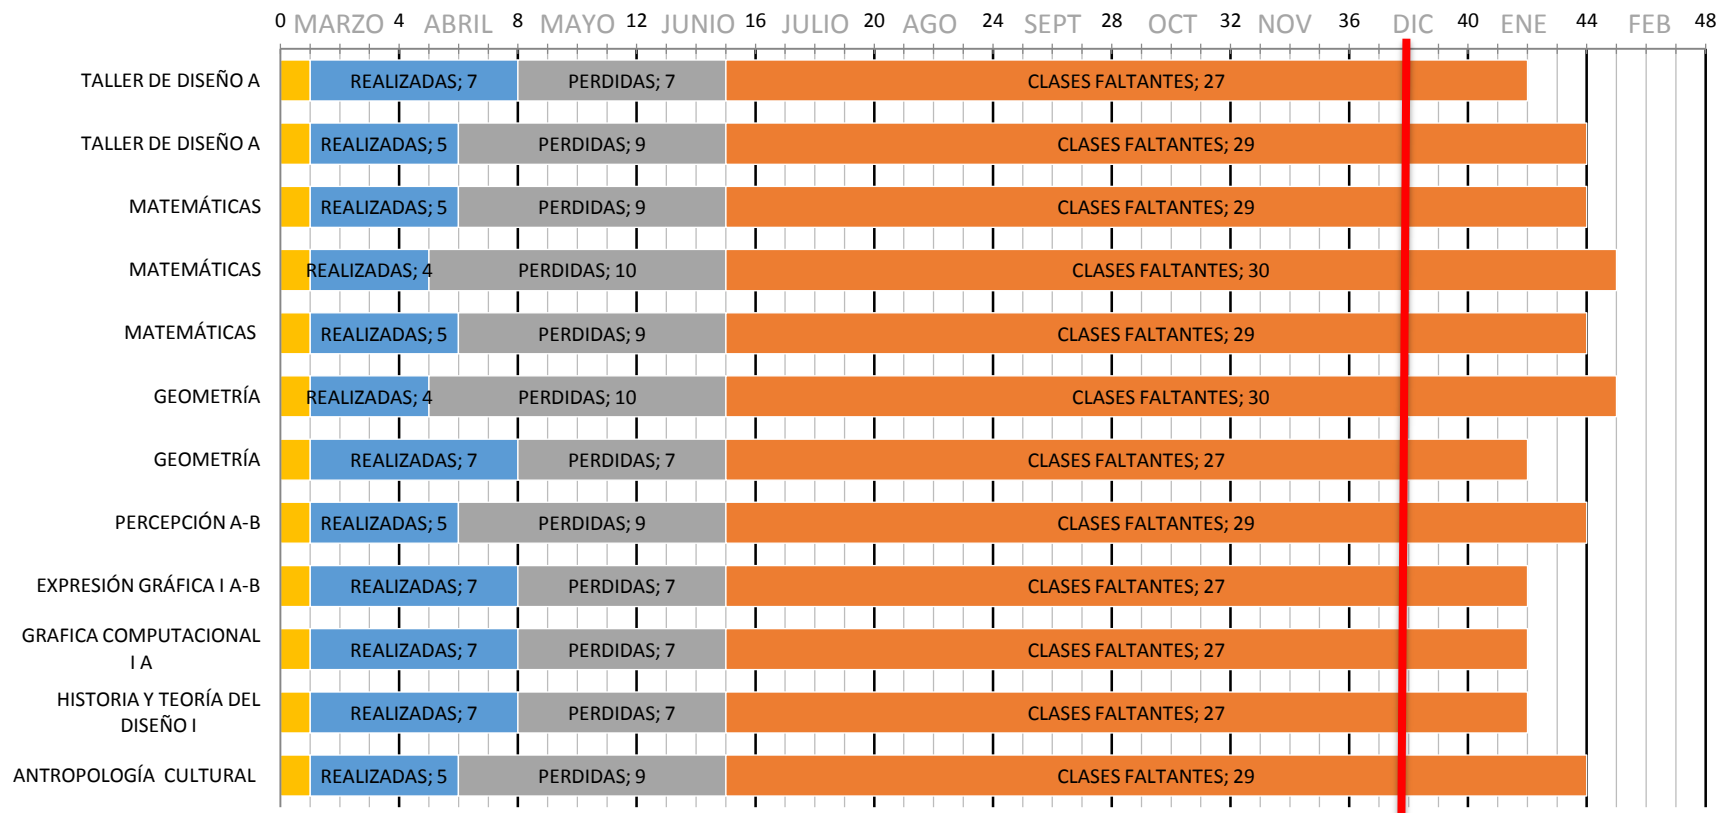 0 MARZO 4 ABRIL 8 MAYO 12 JUNIO 16 JULIO 20 AGO 24 SEPT 28 OCT 32 NOV 36 DIC 40 ENE 44 FEB 48
TALLER DE DISEÑO A REALIZADAS; 7 PERDIDAS; 7 CLASES FALTANTES; 27
TALLER DE DISEÑO A REALIZADAS; 5 PERDIDAS; 9 CLASES FALTANTES; 29
MATEMÁTICAS REALIZADAS; 5 PERDIDAS; 9 CLASES FALTANTES; 29
MATEMÁTICAS REALIZADAS; 4 PERDIDAS; 10 CLASES FALTANTES; 30
MATEMÁTICAS REALIZADAS; 5 PERDIDAS; 9 CLASES FALTANTES; 29
GEOMETRÍA REALIZADAS; 4 PERDIDAS; 10 CLASES FALTANTES; 30
GEOMETRÍA REALIZADAS; 7 PERDIDAS; 7 CLASES FALTANTES; 27
PERCEPCIÓN A-B REALIZADAS; 5 PERDIDAS; 9 CLASES FALTANTES; 29
EXPRESIÓN GRÁFICA I A-B REALIZADAS; 7 PERDIDAS; 7 CLASES FALTANTES; 27
GRAFICA COMPUTACIONAL
I A
REALIZADAS; 7 PERDIDAS; 7 CLASES FALTANTES; 27
HISTORIA Y TEORÍA DEL
DISEÑO I
REALIZADAS; 7 PERDIDAS; 7 CLASES FALTANTES; 27
ANTROPOLOGÍA CULTURAL REALIZADAS; 5 PERDIDAS; 9 CLASES FALTANTES; 29